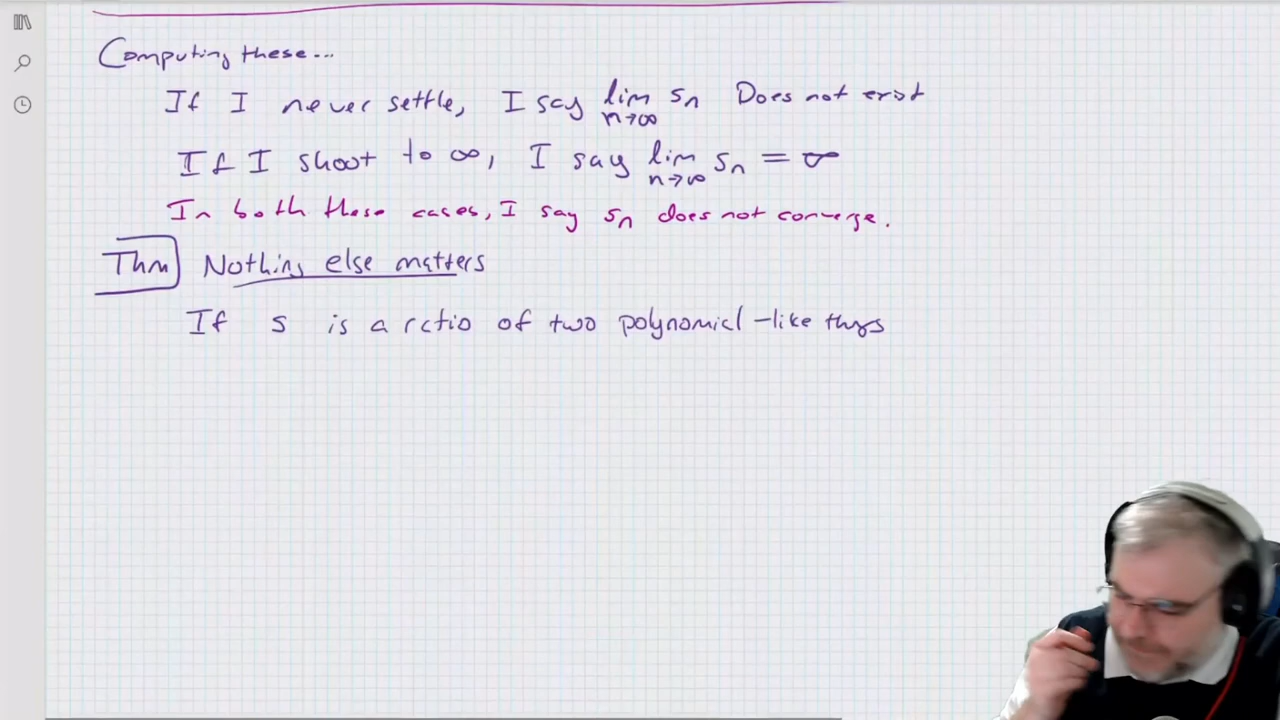 Computing these...
If I never settle, I say lim n→∞ sn Does not exist
If I shoot to ∞, I say lim n→∞ sn = ∞
In both these cases, I say sn does not converge.
Thm Nothing else matters
If s is a ratio of two polynomial-like thgs